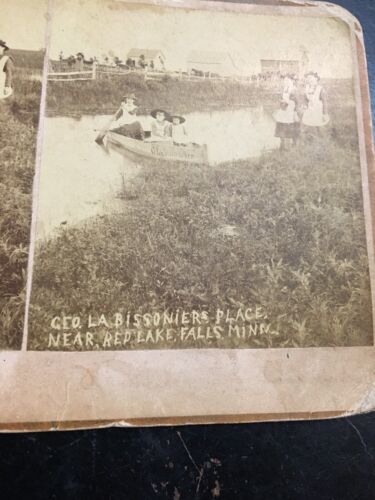 GEO. LA BISSONIERS PLACE.
NEAR. RED LAKE. FALLS. MINN.